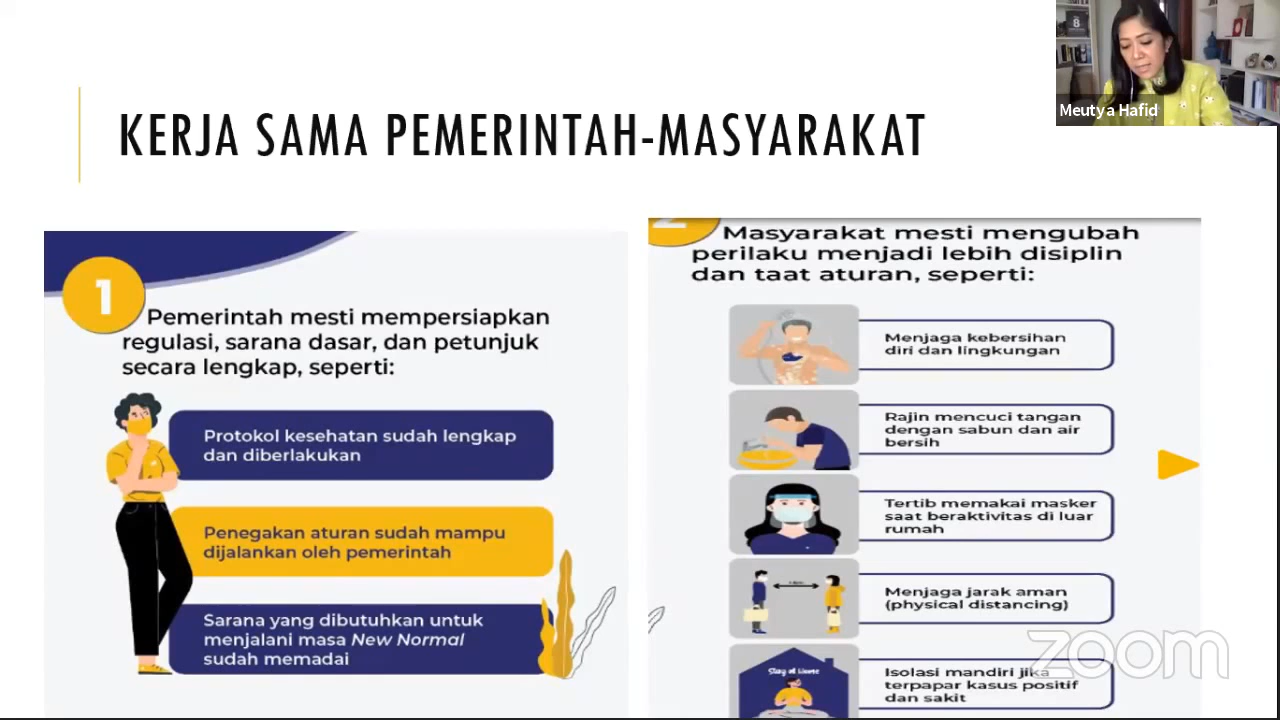 Meutya Hafid
KERJA SAMA PEMERINTAH-MASYARAKAT
1
Pemerintah mesti mempersiapkan
regulasi, sarana dasar, dan petunjuk
secara lengkap, seperti:
Protokol kesehatan sudah lengkap
dan diberlakukan
Penegakan aturan sudah mampu
dijalankan oleh pemerintah
Sarana yang dibutuhkan untuk
menjalani masa New Normal
sudah memadai
2
Masyarakat mesti mengubah
perilaku menjadi lebih disiplin
dan taat aturan, seperti:
Menjaga kebersihan
diri dan lingkungan
Rajin mencuci tangan
dengan sabun dan air
bersih
Tertib memakai masker
saat beraktivitas di luar
rumah
Menjaga jarak aman
(physical distancing)
Stay at Home
Isolasi mandiri jika
terpapar kasus positif
dan sakit
zoom